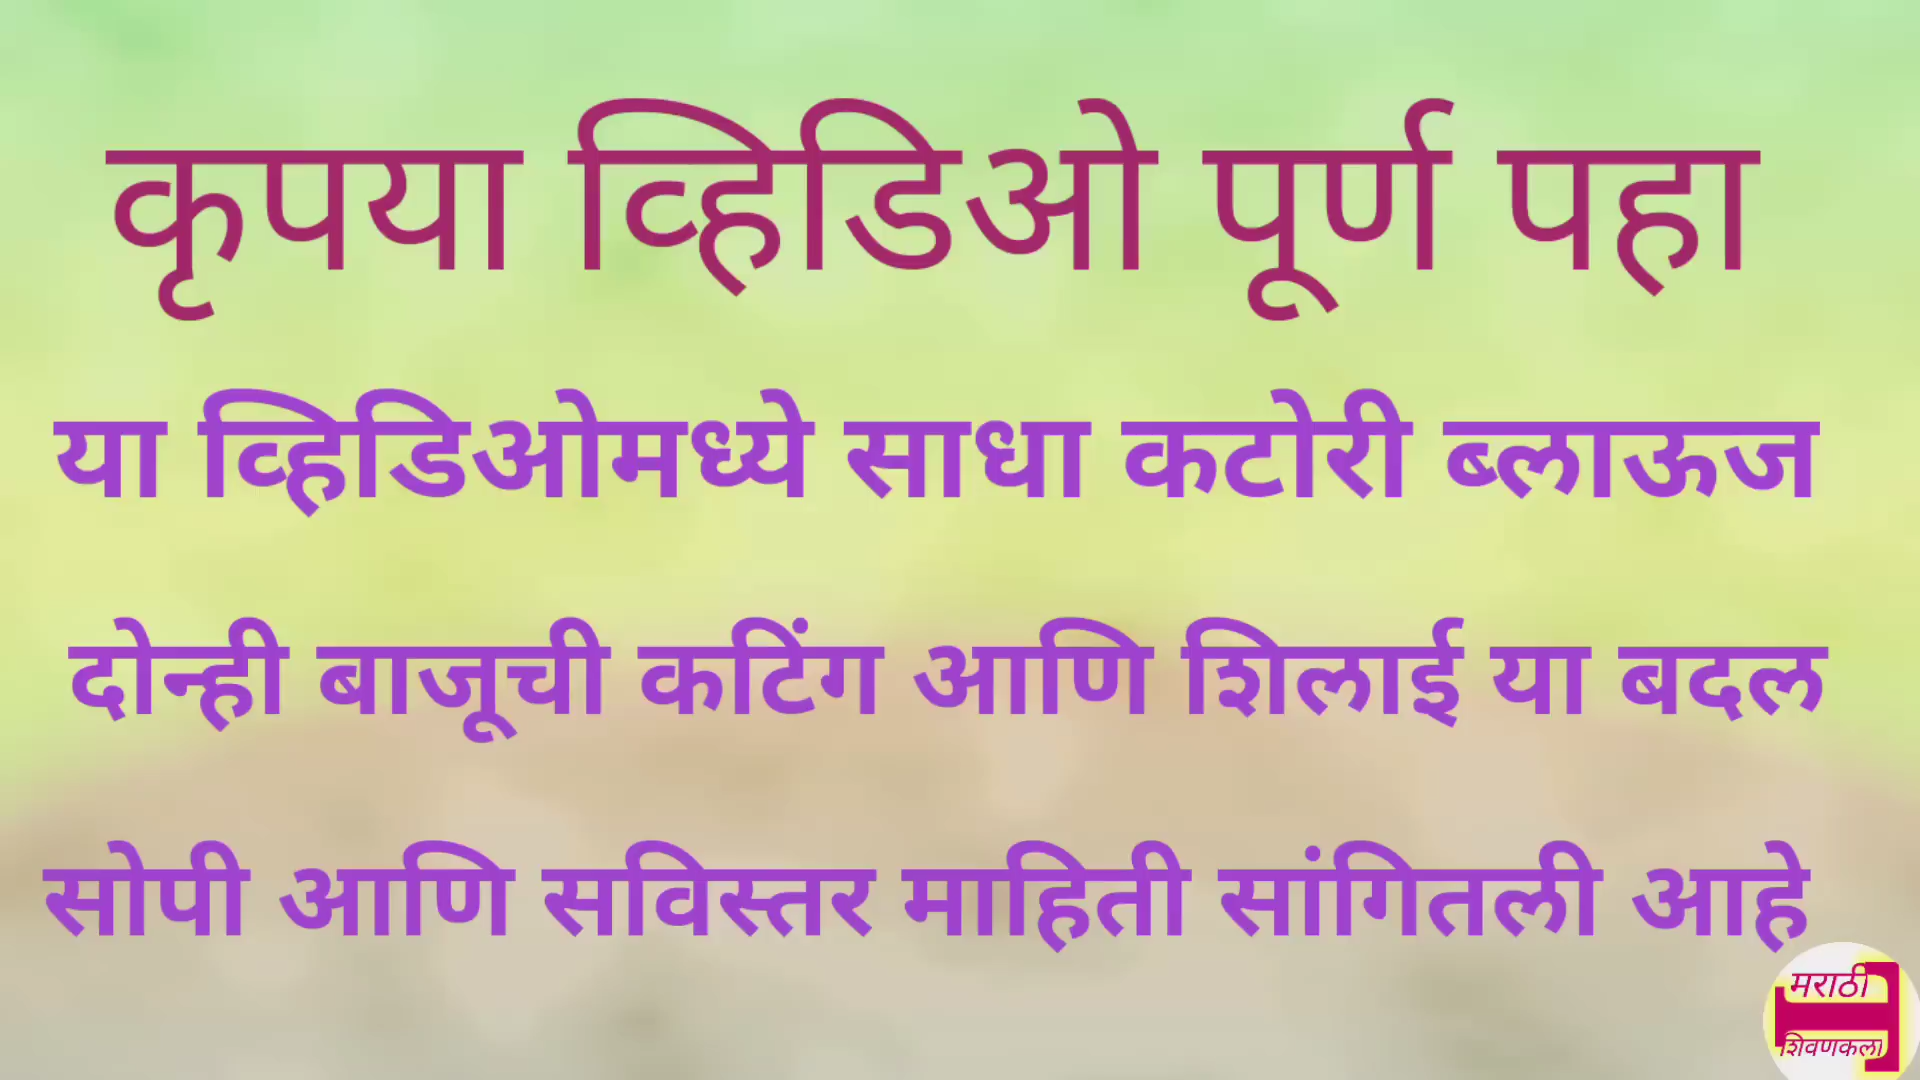 कृपया व्हिडिओ पूर्ण पहा
या व्हिडिओमध्ये साधा कटोरी ब्लाऊज
दोन्ही बाजूची कटिंग आणि शिलाई या बदल
सोपी आणि सविस्तर माहिती सांगितली आहे
मराठी
शिवणकला